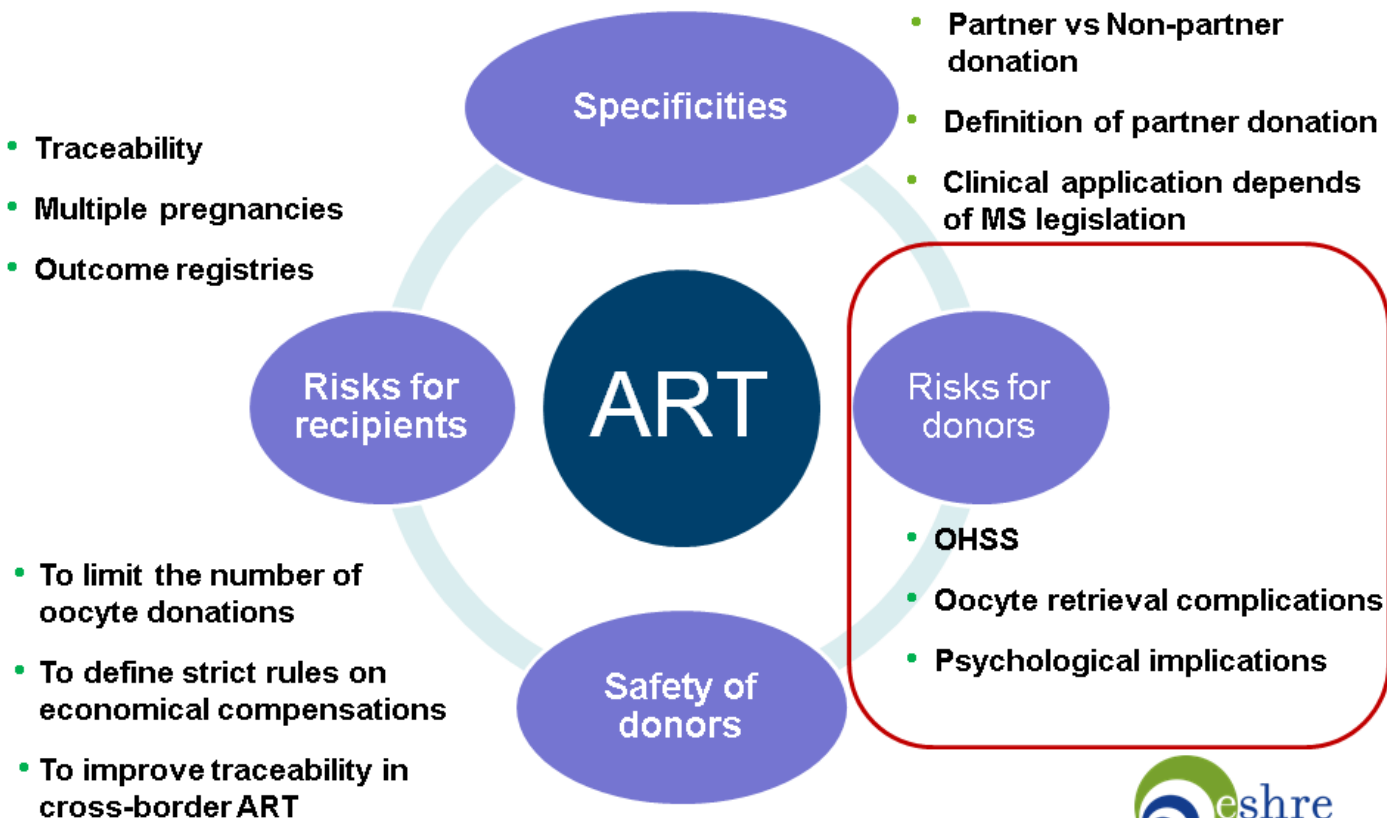 Specificities
• Partner vs Non-partner
donation
• Definition of partner donation
• Clinical application depends
of MS legislation
• Traceability
• Multiple pregnancies
• Outcome registries
Risks for
recipients
ART
Risks for
donors
• OHSS
• Oocyte retrieval complications
• Psychological implications
• To limit the number of
oocyte donations
• To define strict rules on
economical compensations
• To improve traceability in
cross-border ART
Safety of
donors
eshre